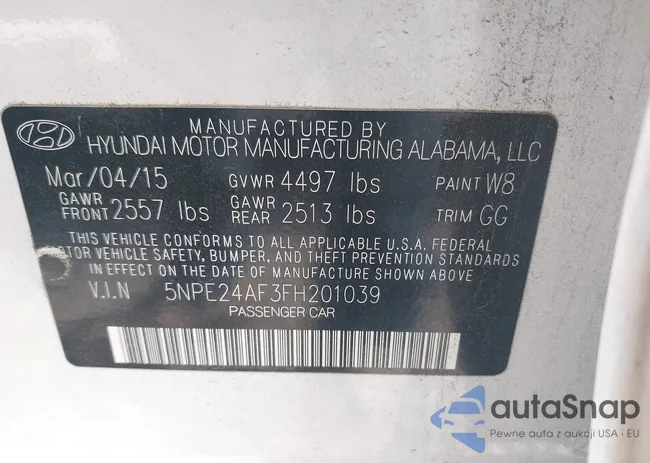 MANUFACTURED BY
HYUNDAI MOTOR MANUFACTURING ALABAMA, LLC
Mar/04/15 GVWR 4497 lbs PAINT W8
GAWR FRONT 2557 lbs GAWR REAR 2513 lbs TRIM GG
THIS VEHICLE CONFORMS TO ALL APPLICABLE U.S.A. FEDERAL
MOTOR VEHICLE SAFETY, BUMPER, AND THEFT PREVENTION STANDARDS
IN EFFECT ON THE DATE OF MANUFACTURE SHOWN ABOVE.
V.I.N 5NPE24AF3FH201039
PASSENGER CAR
autoSnap
Pewne auta z aukcji USA i EU